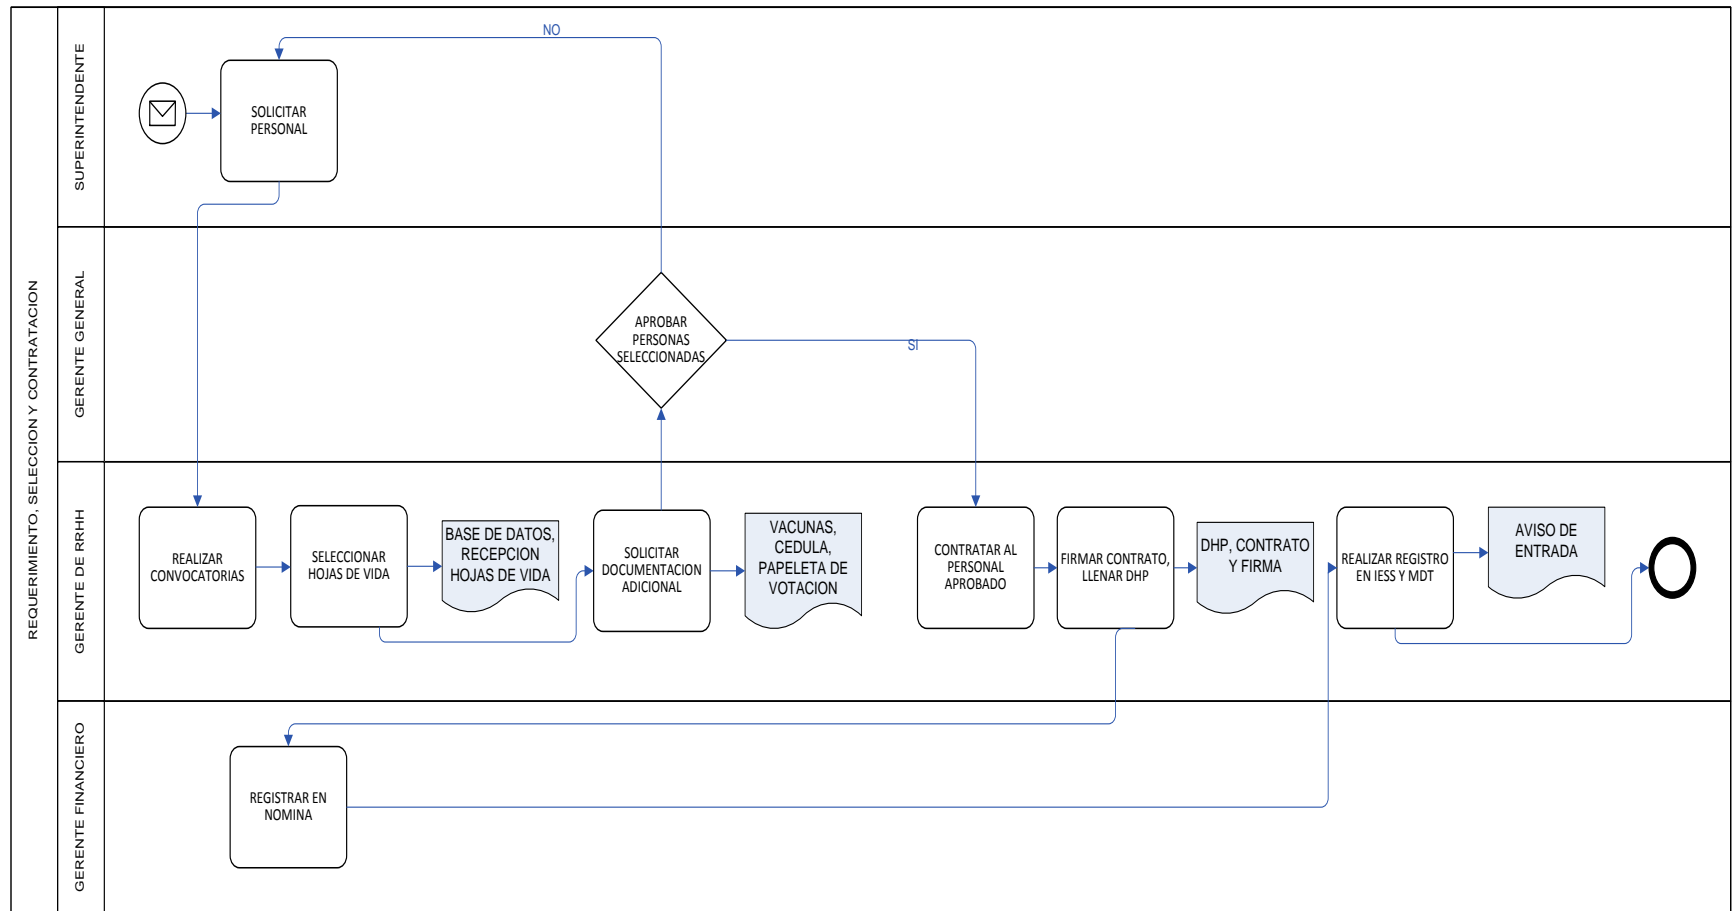 REQUERIMIENTO, SELECCION Y CONTRATACION
SUPERINTENDENTE
NO
SOLICITAR
PERSONAL
GERENTE GENERAL
APROBAR
PERSONAS
SELECCIONADAS
SI
GERENTE DE RRHH
REALIZAR
CONVOCATORIAS
SELECCIONAR
HOJAS DE VIDA
BASE DE DATOS,
RECEPCION
HOJAS DE VIDA
SOLICITAR
DOCUMENTACION
ADICIONAL
VACUNAS,
CEDULA,
PAPELETA DE
VOTACION
CONTRATAR AL
PERSONAL
APROBADO
FIRMAR CONTRATO,
LLENAR DHP
DHP, CONTRATO
Y FIRMA
REALIZAR REGISTRO
EN IESS Y MDT
AVISO DE
ENTRADA
GERENTE FINANCIERO
REGISTRAR EN
NOMINA